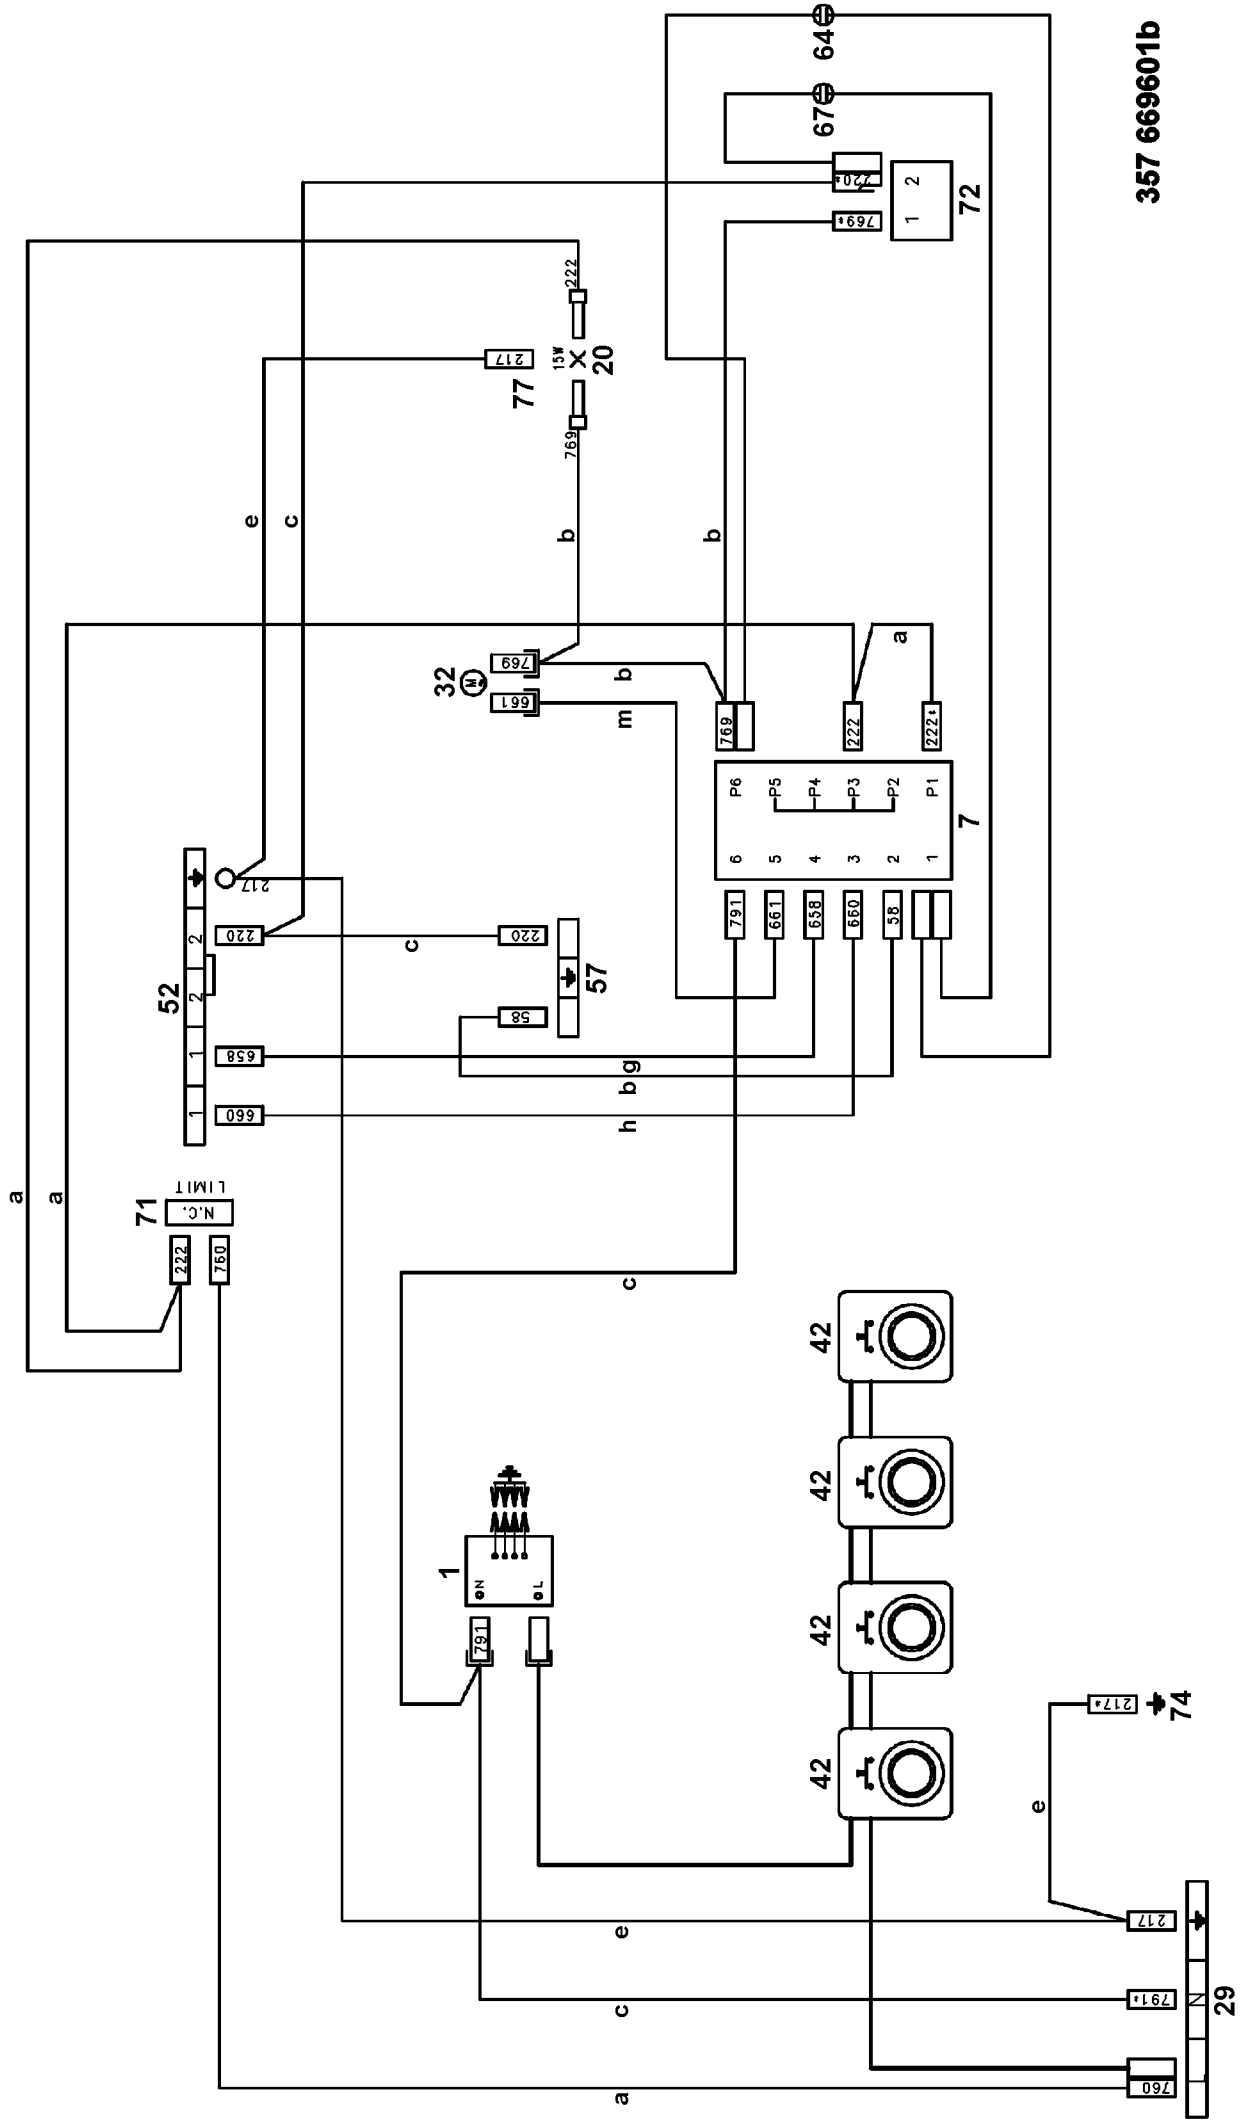 357 669601b
64
67
220*
769*
1 2
72
222
15W
20
769
217
77
e
c
b
b
a
a
a
32
M
769
661
b
m
769
222
222*
P6
P5
P4
P3
P2
P1
6
5
4
3
2
1
7
791
661
658
660
58
52
2
2
1
1
217
220
658
660
c
220
58
57
g
b
h
71
N.C.
LIMIT
222
760
c
1
N
L
791
42
42
42
42
217*
74
e
e
c
a
217
791*
760
N
L
29